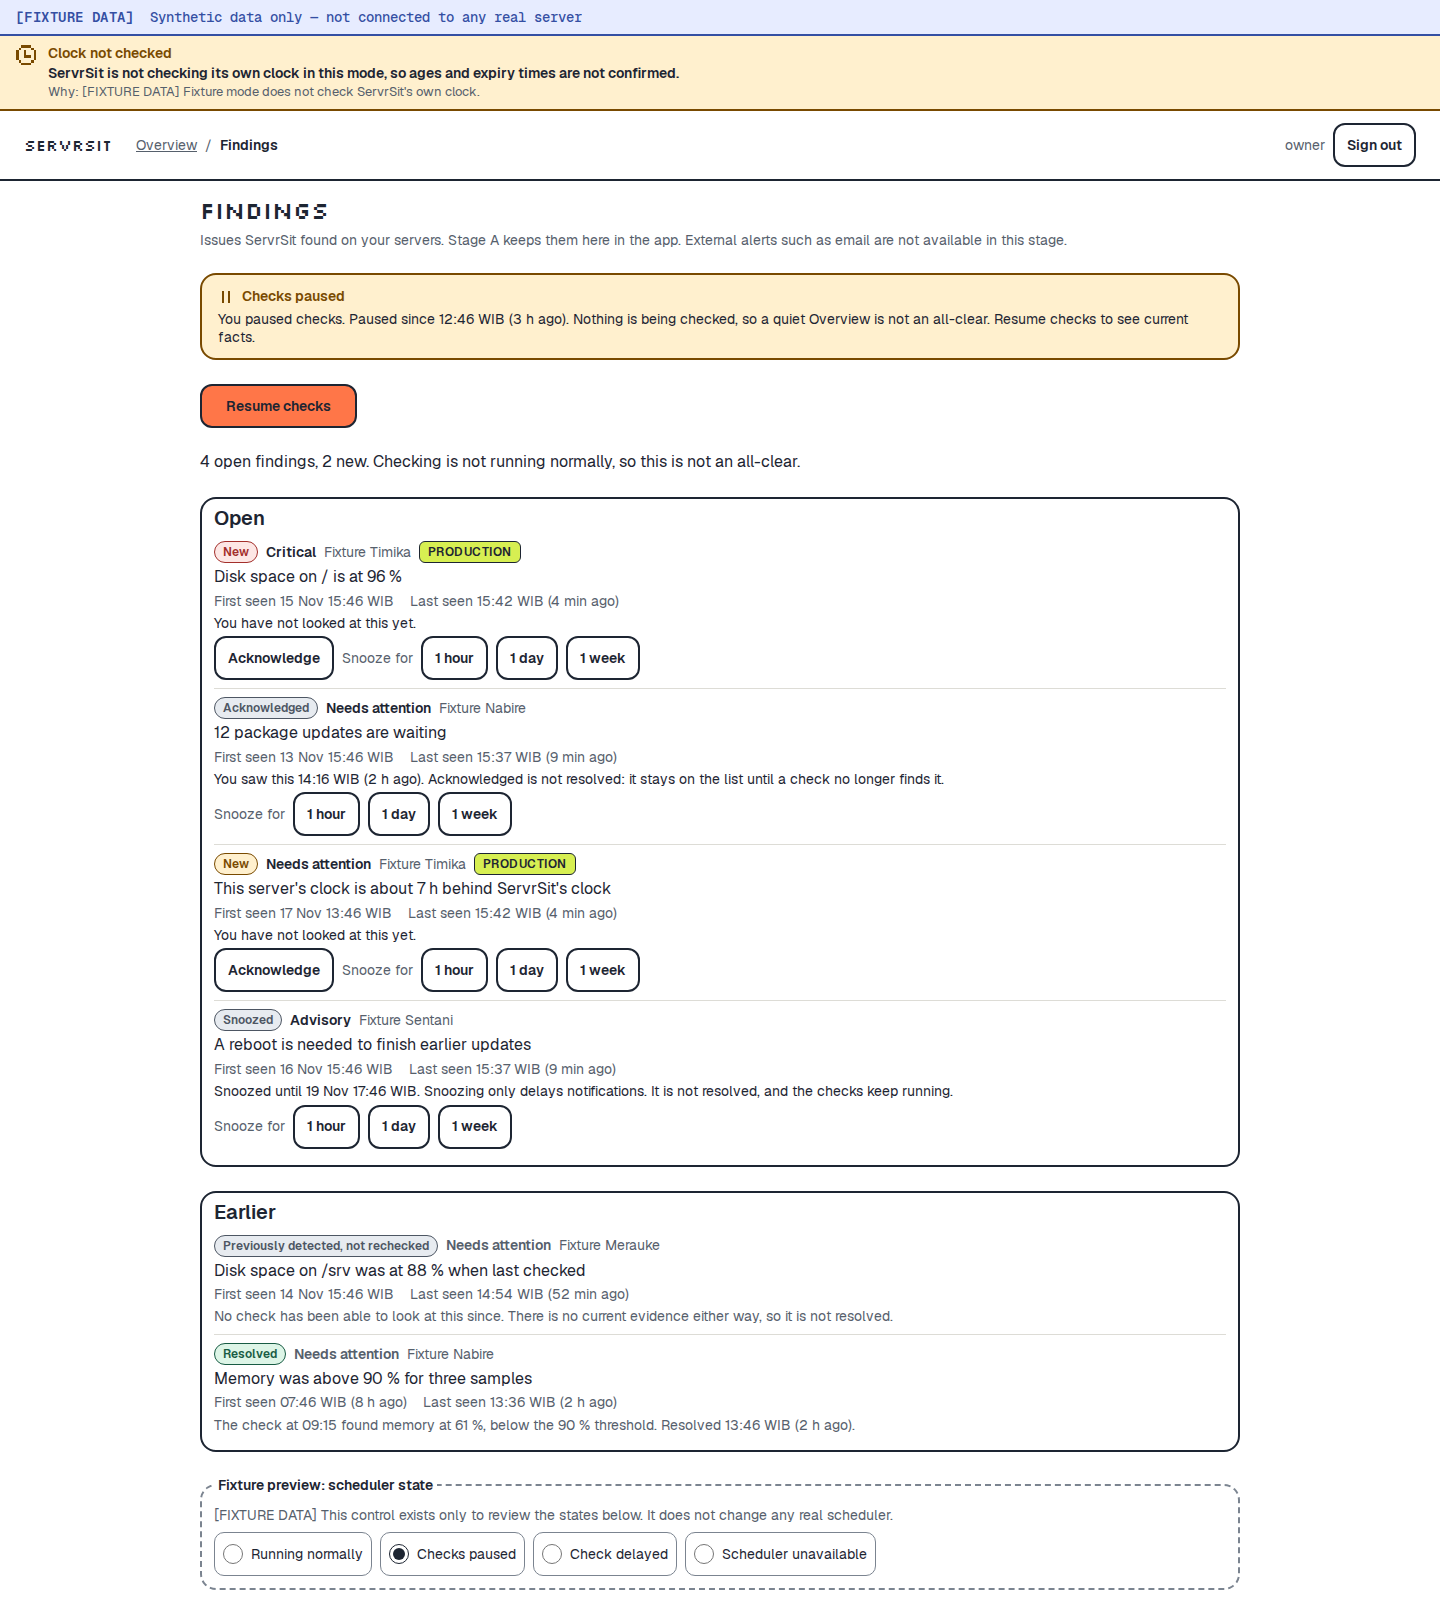 [FIXTURE DATA] Synthetic data only — not connected to any real server
Clock not checked
ServrSit is not checking its own clock in this mode, so ages and expiry times are not confirmed.
Why: [FIXTURE DATA] Fixture mode does not check ServrSit's own clock.
SERVRSIT Overview / Findings owner Sign out
FINDINGS
Issues ServrSit found on your servers. Stage A keeps them here in the app. External alerts such as email are not available in this stage.
Checks paused
You paused checks. Paused since 12:46 WIB (3 h ago). Nothing is being checked, so a quiet Overview is not an all-clear. Resume checks to see current
facts.
Resume checks
4 open findings, 2 new. Checking is not running normally, so this is not an all-clear.
Open
New Critical Fixture Timika PRODUCTION
Disk space on / is at 96 %
First seen 15 Nov 15:46 WIB Last seen 15:42 WIB (4 min ago)
You have not looked at this yet.
Acknowledge Snooze for 1 hour 1 day 1 week
Acknowledged Needs attention Fixture Nabire
12 package updates are waiting
First seen 13 Nov 15:46 WIB Last seen 15:37 WIB (9 min ago)
You saw this 14:16 WIB (2 h ago). Acknowledged is not resolved: it stays on the list until a check no longer finds it.
Snooze for 1 hour 1 day 1 week
New Needs attention Fixture Timika PRODUCTION
This server's clock is about 7 h behind ServrSit's clock
First seen 17 Nov 13:46 WIB Last seen 15:42 WIB (4 min ago)
You have not looked at this yet.
Acknowledge Snooze for 1 hour 1 day 1 week
Snoozed Advisory Fixture Sentani
A reboot is needed to finish earlier updates
First seen 16 Nov 15:46 WIB Last seen 15:37 WIB (9 min ago)
Snoozed until 19 Nov 17:46 WIB. Snoozing only delays notifications. It is not resolved, and the checks keep running.
Snooze for 1 hour 1 day 1 week
Earlier
Previously detected, not rechecked Needs attention Fixture Merauke
Disk space on /srv was at 88 % when last checked
First seen 14 Nov 15:46 WIB Last seen 14:54 WIB (52 min ago)
No check has been able to look at this since. There is no current evidence either way, so it is not resolved.
Resolved Needs attention Fixture Nabire
Memory was above 90 % for three samples
First seen 07:46 WIB (8 h ago) Last seen 13:36 WIB (2 h ago)
The check at 09:15 found memory at 61 %, below the 90 % threshold. Resolved 13:46 WIB (2 h ago).
Fixture preview: scheduler state
[FIXTURE DATA] This control exists only to review the states below. It does not change any real scheduler.
Running normally Checks paused Check delayed Scheduler unavailable